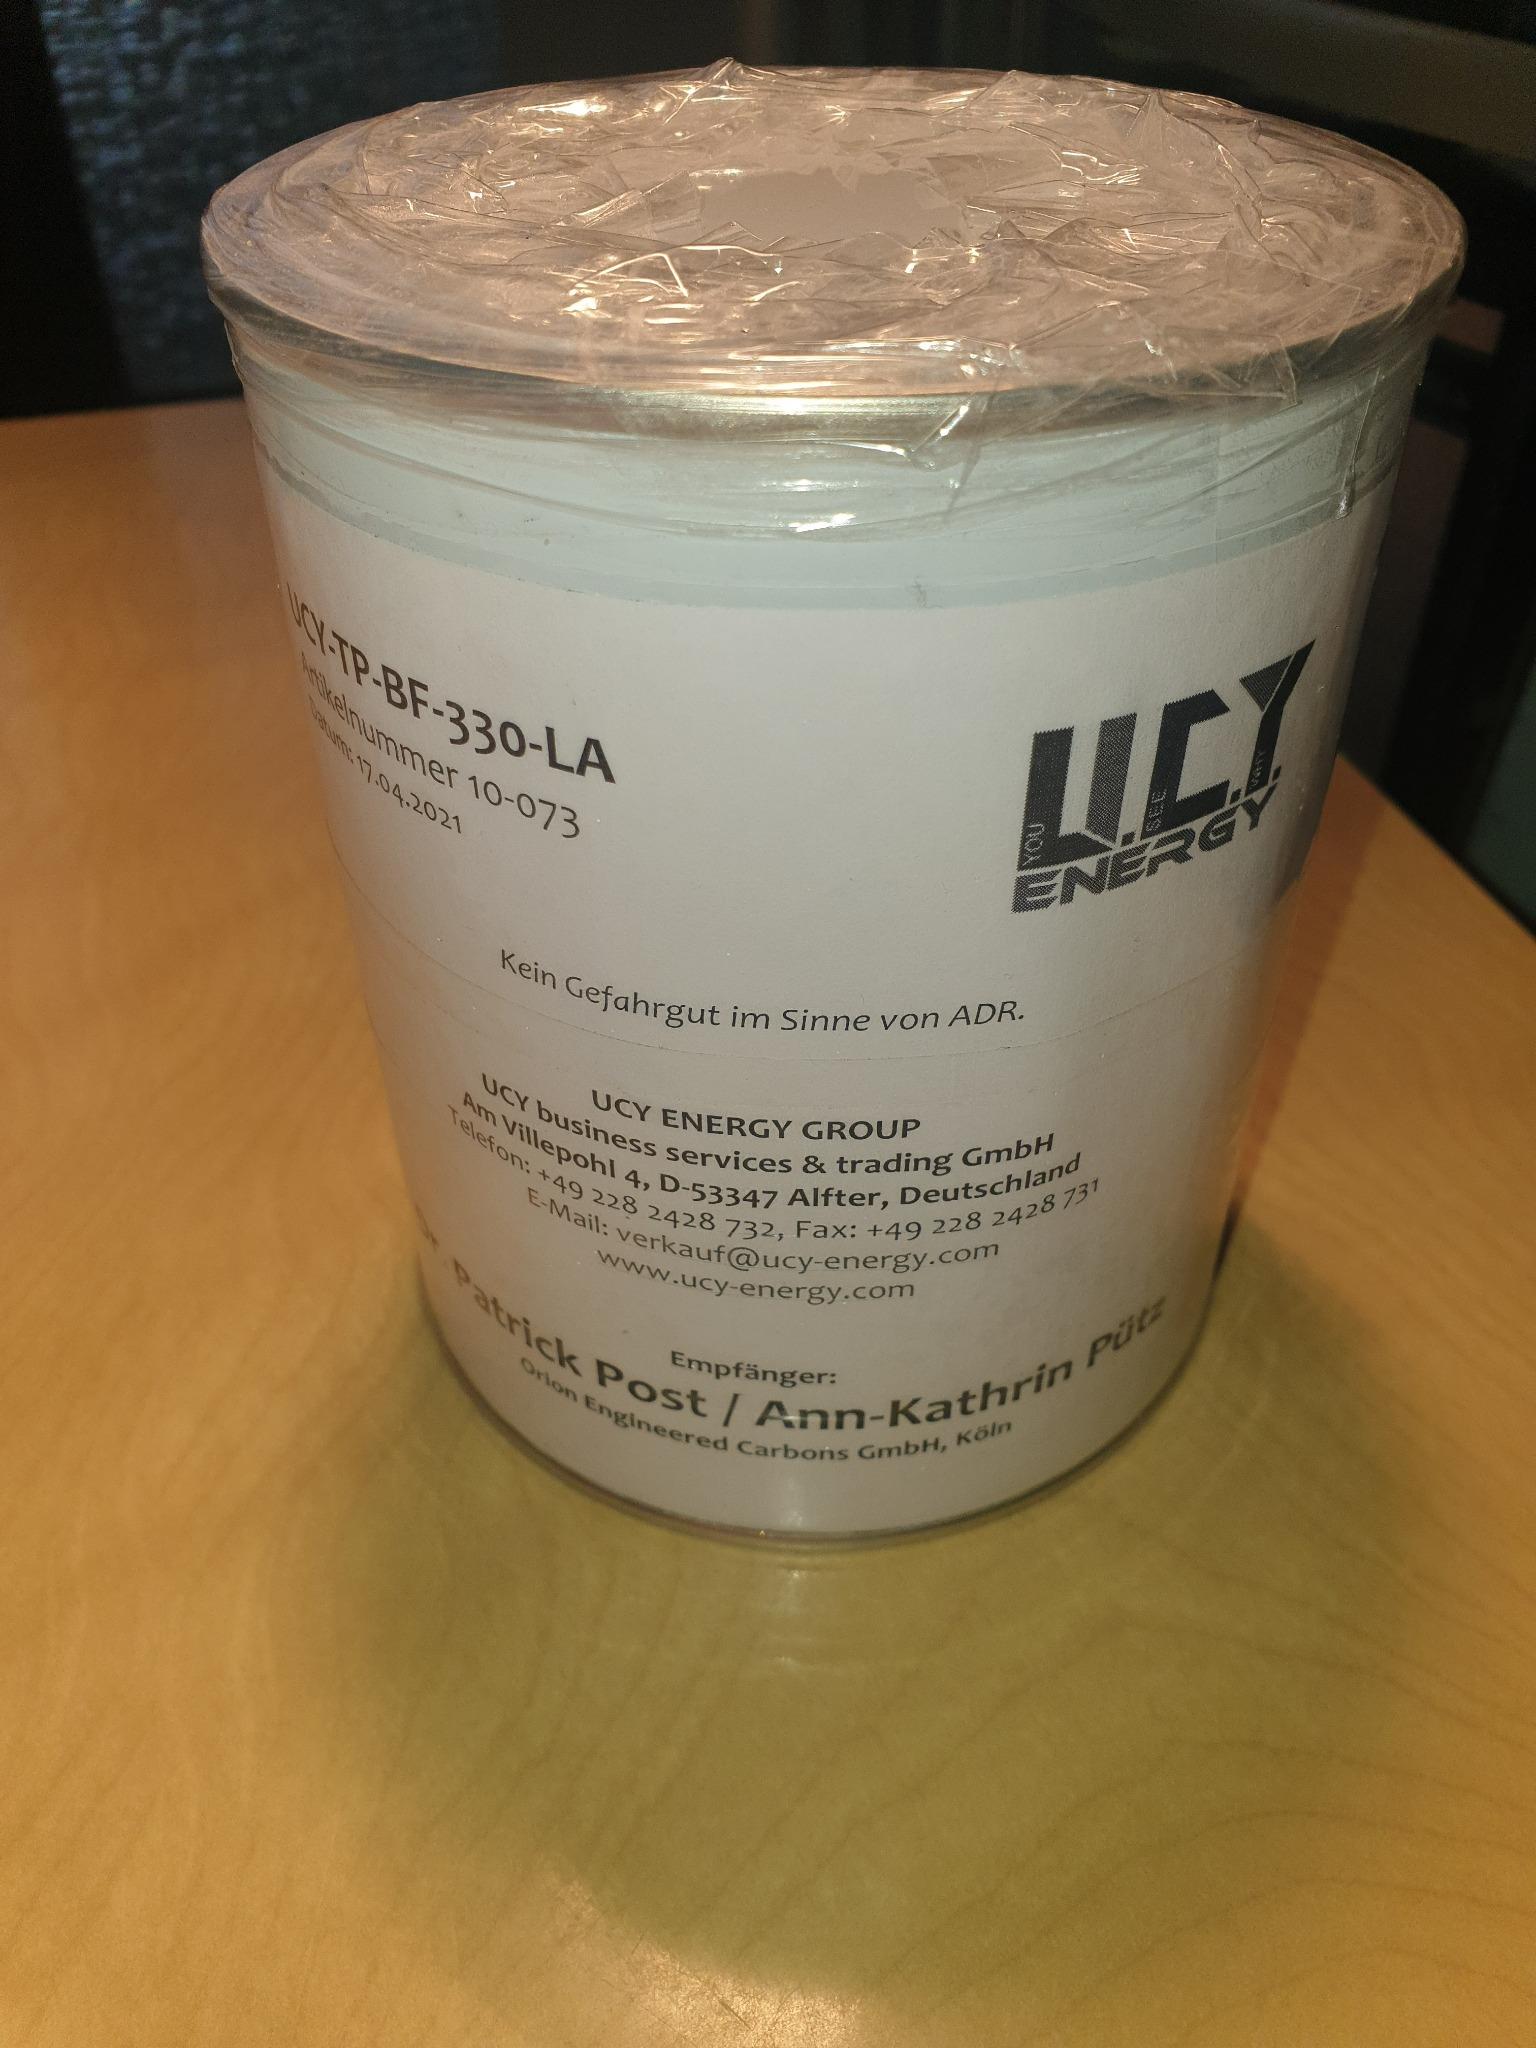 UCY-TP-BF-330-LA
Artikelnummer 10-073
Datum: 17.04.2021
U.C.Y.
YOU SEE WHY
ENERGY
Kein Gefahrgut im Sinne von ADR.
UCY ENERGY GROUP
UCY business services & trading GmbH
Am Villepohl 4, D-53347 Alfter, Deutschland
Telefon: +49 228 2428 732, Fax: +49 228 2428 731
E-Mail: verkauf@ucy-energy.com
www.ucy-energy.com
Empfänger:
Dr. Patrick Post / Ann-Kathrin Pütz
Orion Engineered Carbons GmbH, Köln